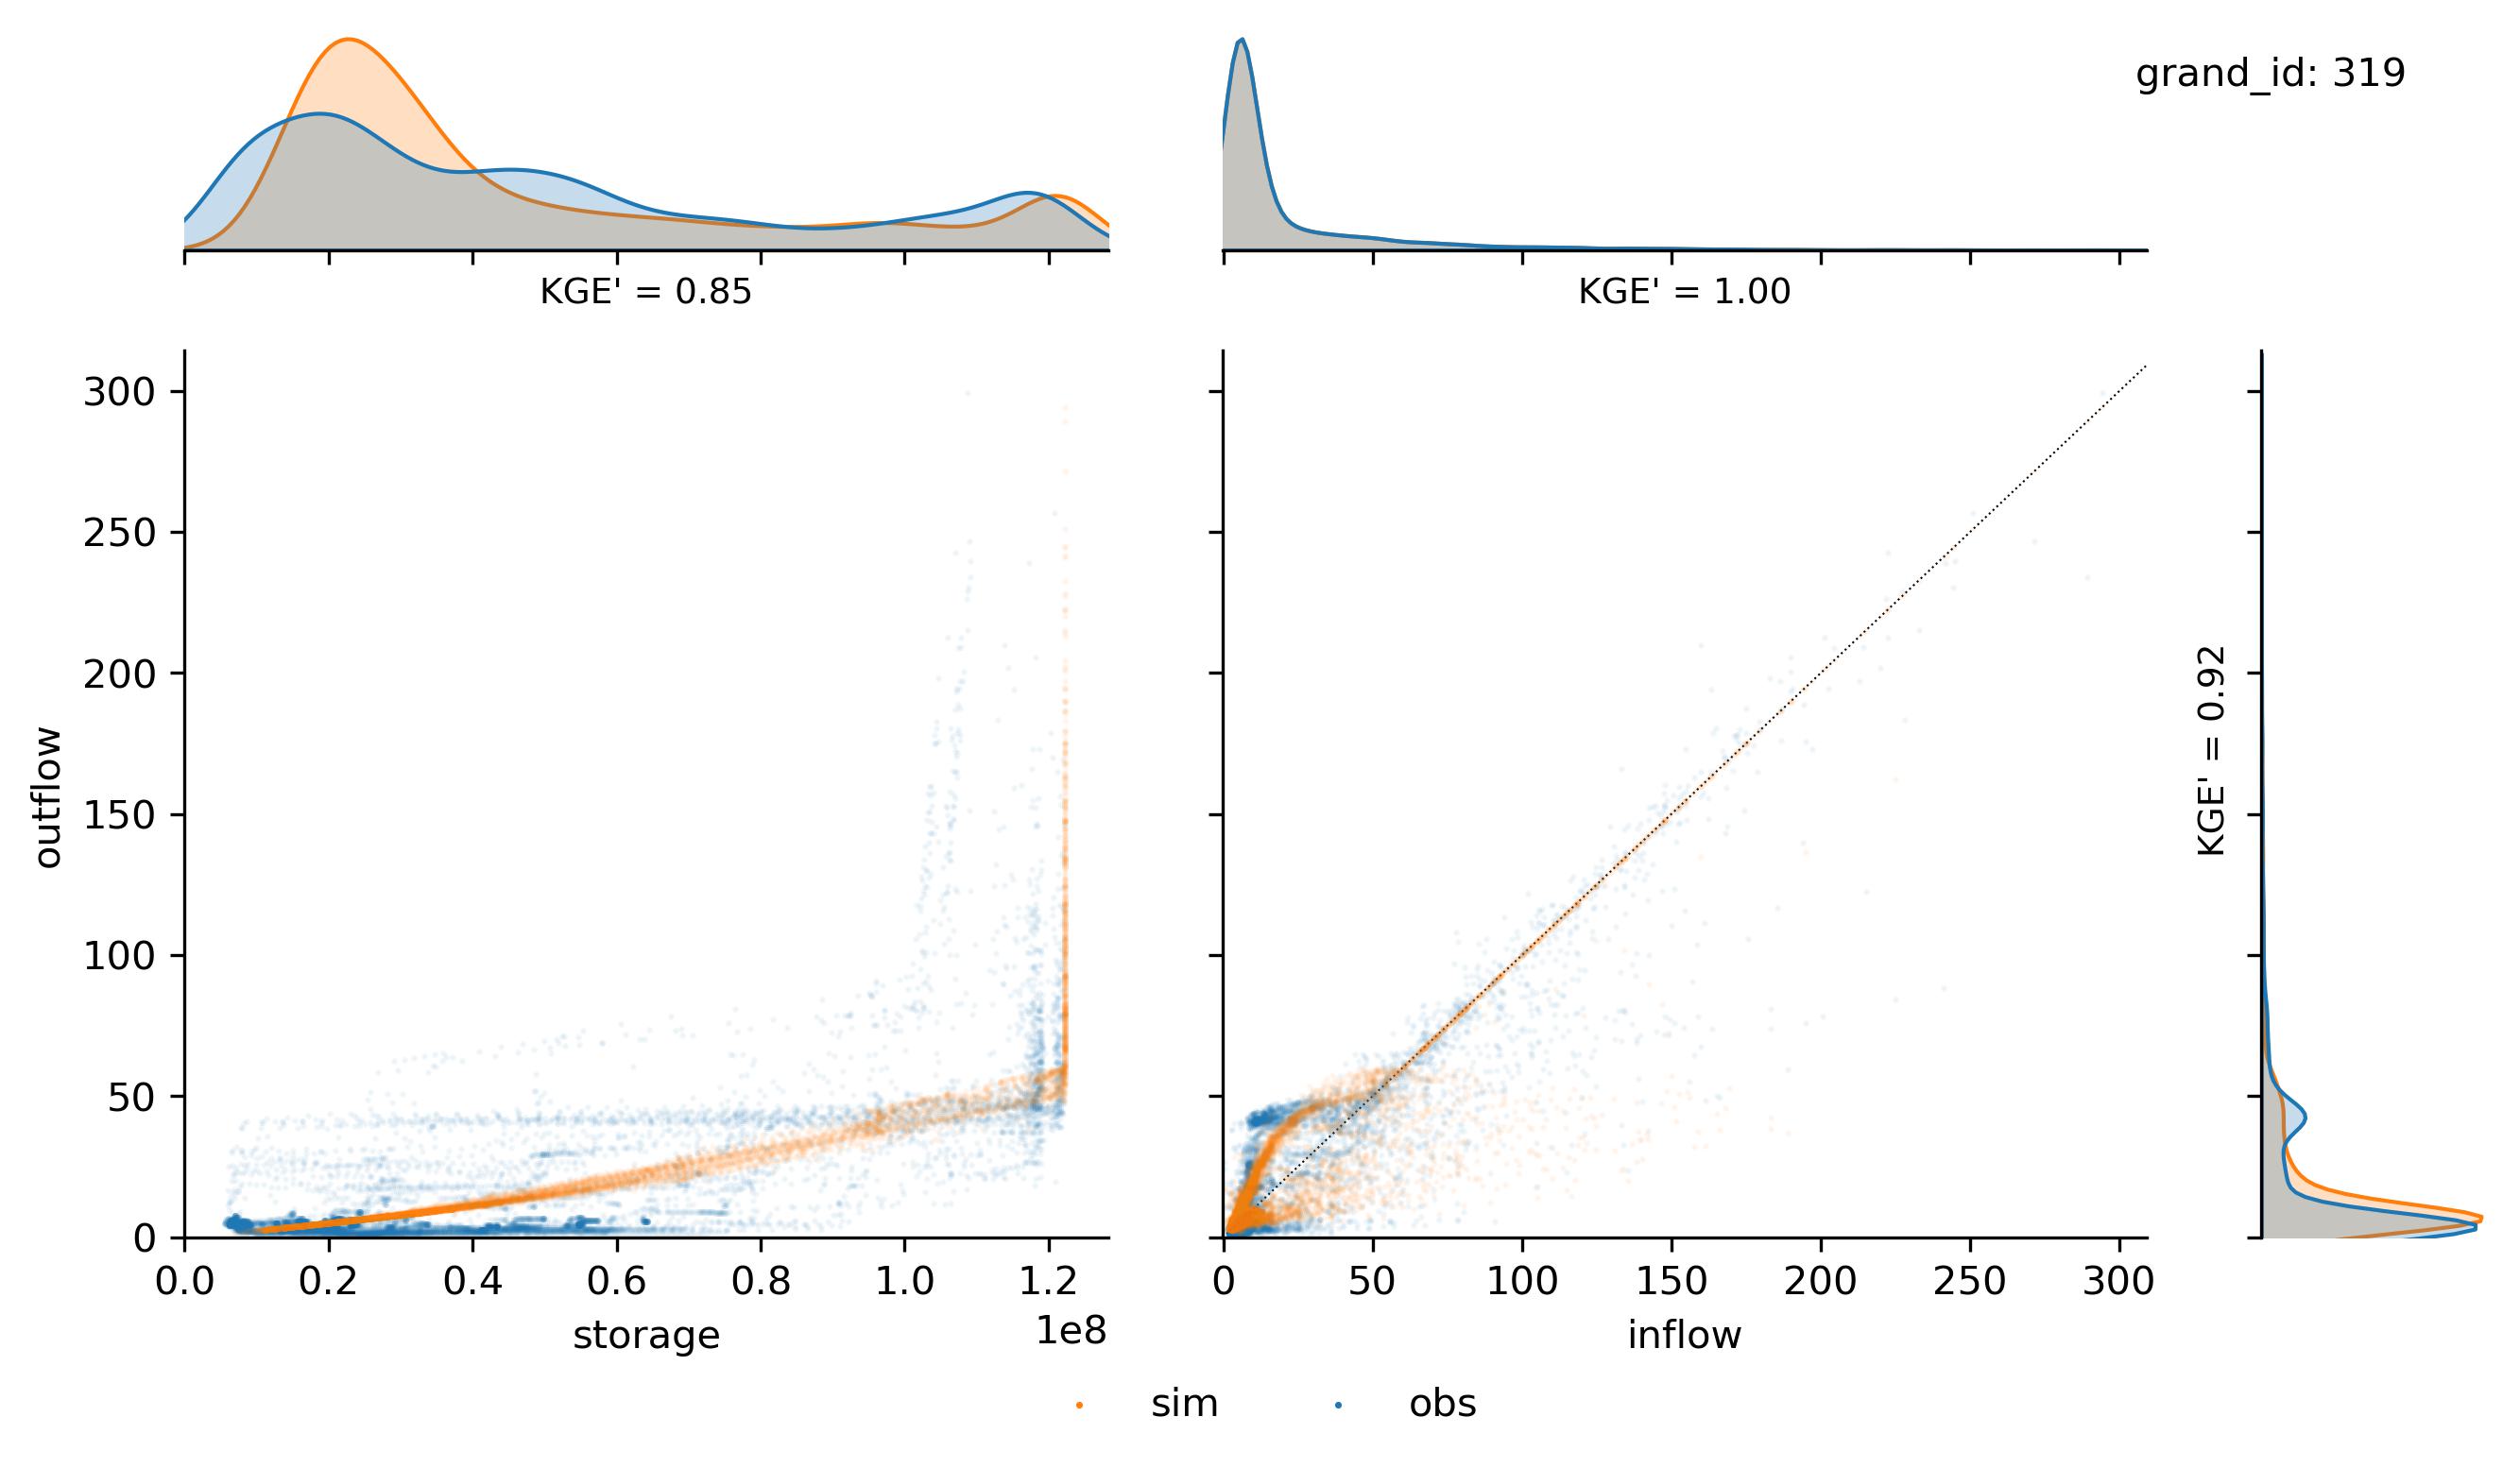 grand_id: 319
KGE' = 0.85
KGE' = 1.00
300
250
200
150
100
50
0
outflow
KGE' = 0.92
0.0 0.2 0.4 0.6 0.8 1.0 1.2
1e8
storage
0 50 100 150 200 250 300
inflow
sim obs